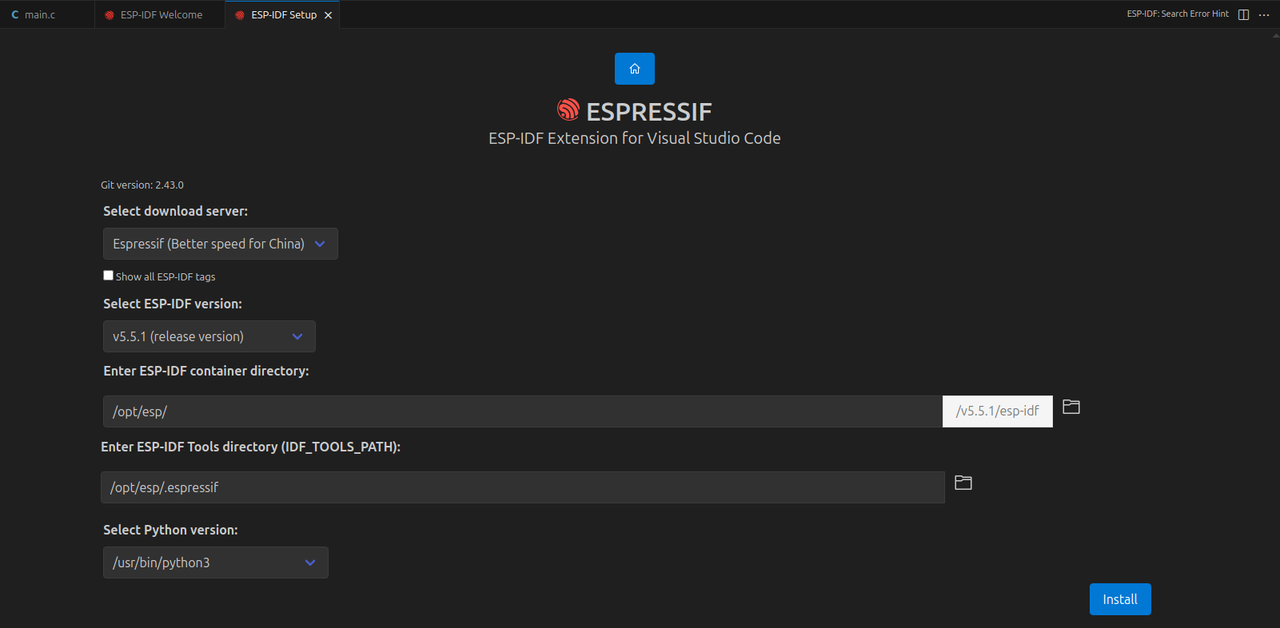 C main.c ESP-IDF Welcome ESP-IDF Setup ESP-IDF: Search Error Hint
ESPRESSIF
ESP-IDF Extension for Visual Studio Code
Git version: 2.43.0
Select download server:
Espressif (Better speed for China)
Show all ESP-IDF tags
Select ESP-IDF version:
v5.5.1 (release version)
Enter ESP-IDF container directory:
/opt/esp/ /v5.5.1/esp-idf
Enter ESP-IDF Tools directory (IDF_TOOLS_PATH):
/opt/esp/.espressif
Select Python version:
/usr/bin/python3
Install